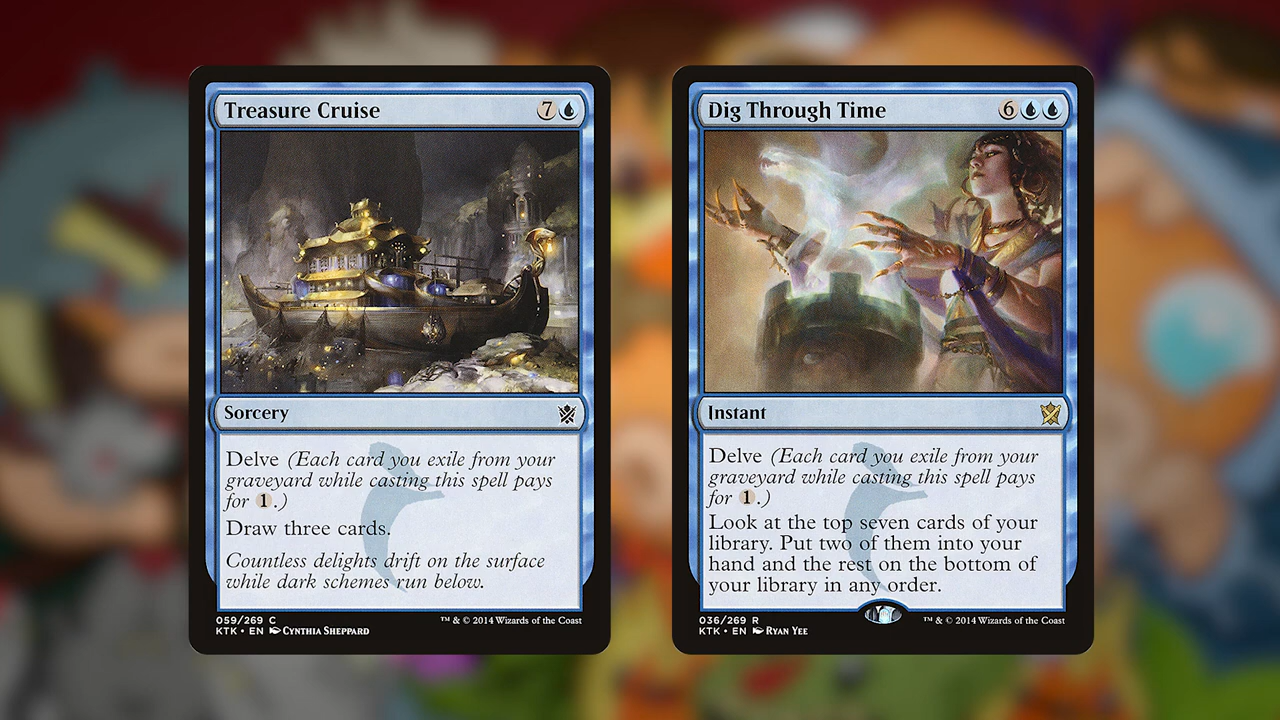 Treasure Cruise 7
Sorcery
Delve (Each card you exile from your
graveyard while casting this spell pays
for 1.)
Draw three cards.
Countless delights drift on the surface
while dark schemes run below.
059/269 C
KTK • EN Cynthia Sheppard
™ & © 2014 Wizards of the Coast
Dig Through Time 6
Instant
Delve (Each card you exile from your
graveyard while casting this spell pays
for 1.)
Look at the top seven cards of your
library. Put two of them into your
hand and the rest on the bottom of
your library in any order.
036/269 R
KTK • EN Ryan Yee
™ & © 2014 Wizards of the Coast